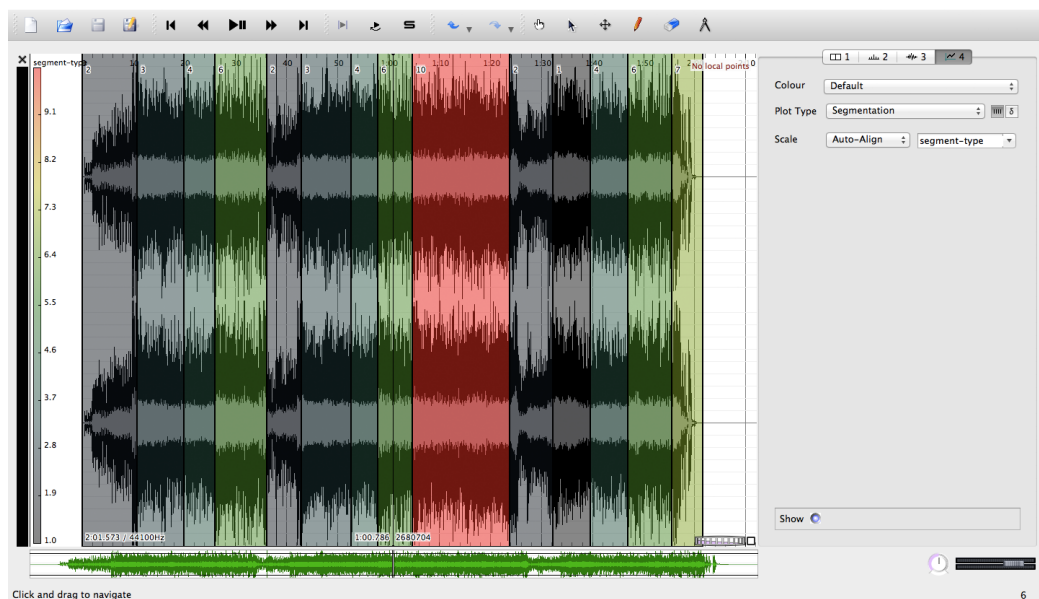 1 2 3 4
segment-type
10 20 30 40 50 1:00 1:10 1:20 1:30 1:40 1:50
2 3 4 6 2 3 4 6 10 2 1 4 6 7
No local points
Colour Default
9.1
Plot Type Segmentation δ
Scale Auto-Align segment-type
8.2
7.3
6.4
5.5
4.6
3.7
2.8
1.9
Show
1.0
2:01.573 / 44100Hz
1:00.786 2680704
Click and drag to navigate
6